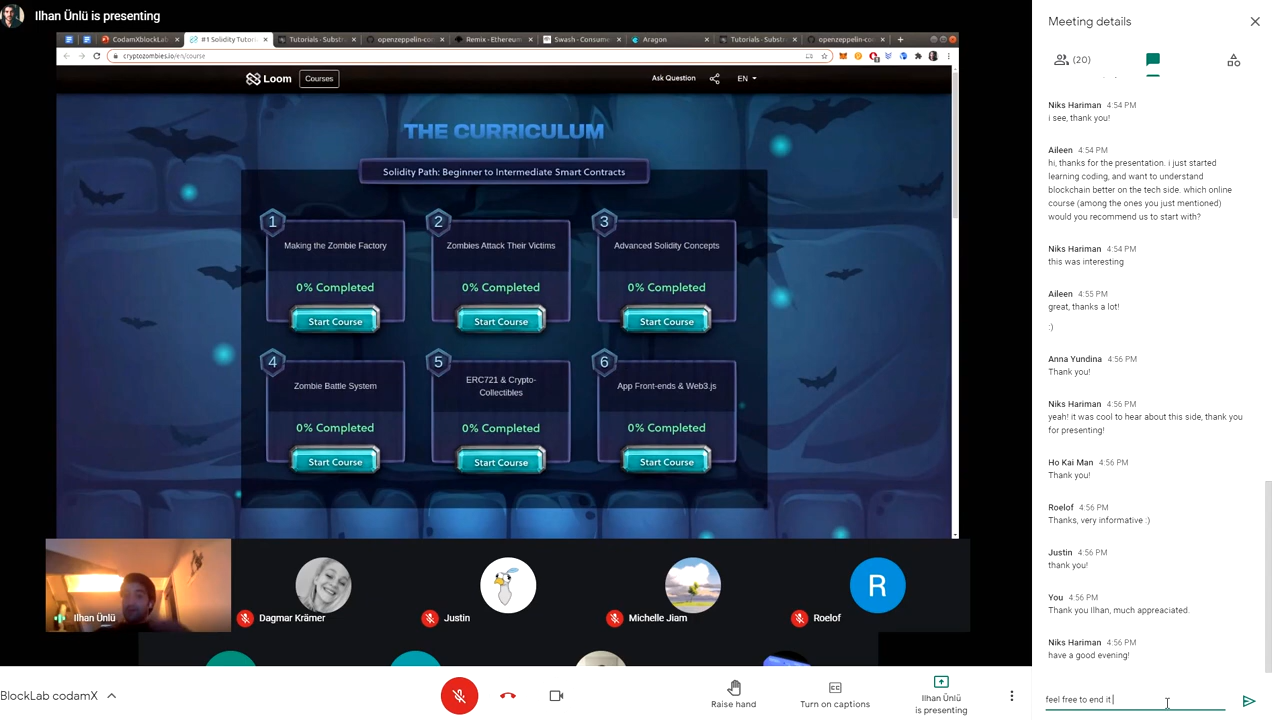 Ilhan Ünlü is presenting
CodamXblockLab
#1 Solidity Tutor
Tutorials · Substr
openzeppelin-co
Remix - Ethereum
Swash - Consume
Aragon
Tutorials · Substr
openzeppelin-co
cryptozombies.io/en/course
Loom
Courses
Ask Question
EN
THE CURRICULUM
Solidity Path: Beginner to Intermediate Smart Contracts
1
Making the Zombie Factory
0% Completed
Start Course
2
Zombies Attack Their Victims
0% Completed
Start Course
3
Advanced Solidity Concepts
0% Completed
Start Course
4
Zombie Battle System
0% Completed
Start Course
5
ERC721 & Crypto-
Collectibles
0% Completed
Start Course
6
App Front-ends & Web3.js
0% Completed
Start Course
Ilhan Ünlü
Dagmar Krämer
Justin
Michelle Jiam
R
Roelof
BlockLab codamX
Raise hand
Turn on captions
Ilhan Ünlü
is presenting
Meeting details
(20)
Niks Hariman 4:54 PM
i see, thank you!
Aileen 4:54 PM
hi, thanks for the presentation. i just started
learning coding, and want to understand
blockchain better on the tech side. which online
course (among the ones you just mentioned)
would you recommend us to start with?
Niks Hariman 4:54 PM
this was interesting
Aileen 4:55 PM
great, thanks a lot!
:)
Anna Yundina 4:56 PM
Thank you!
Niks Hariman 4:56 PM
yeah! it was cool to hear about this side, thank you
for presenting!
Ho Kai Man 4:56 PM
Thank you!
Roelof 4:56 PM
Thanks, very informative :)
Justin 4:56 PM
thank you!
You 4:56 PM
Thank you Ilhan, much appreaciated.
Niks Hariman 4:56 PM
have a good evening!
feel free to end it